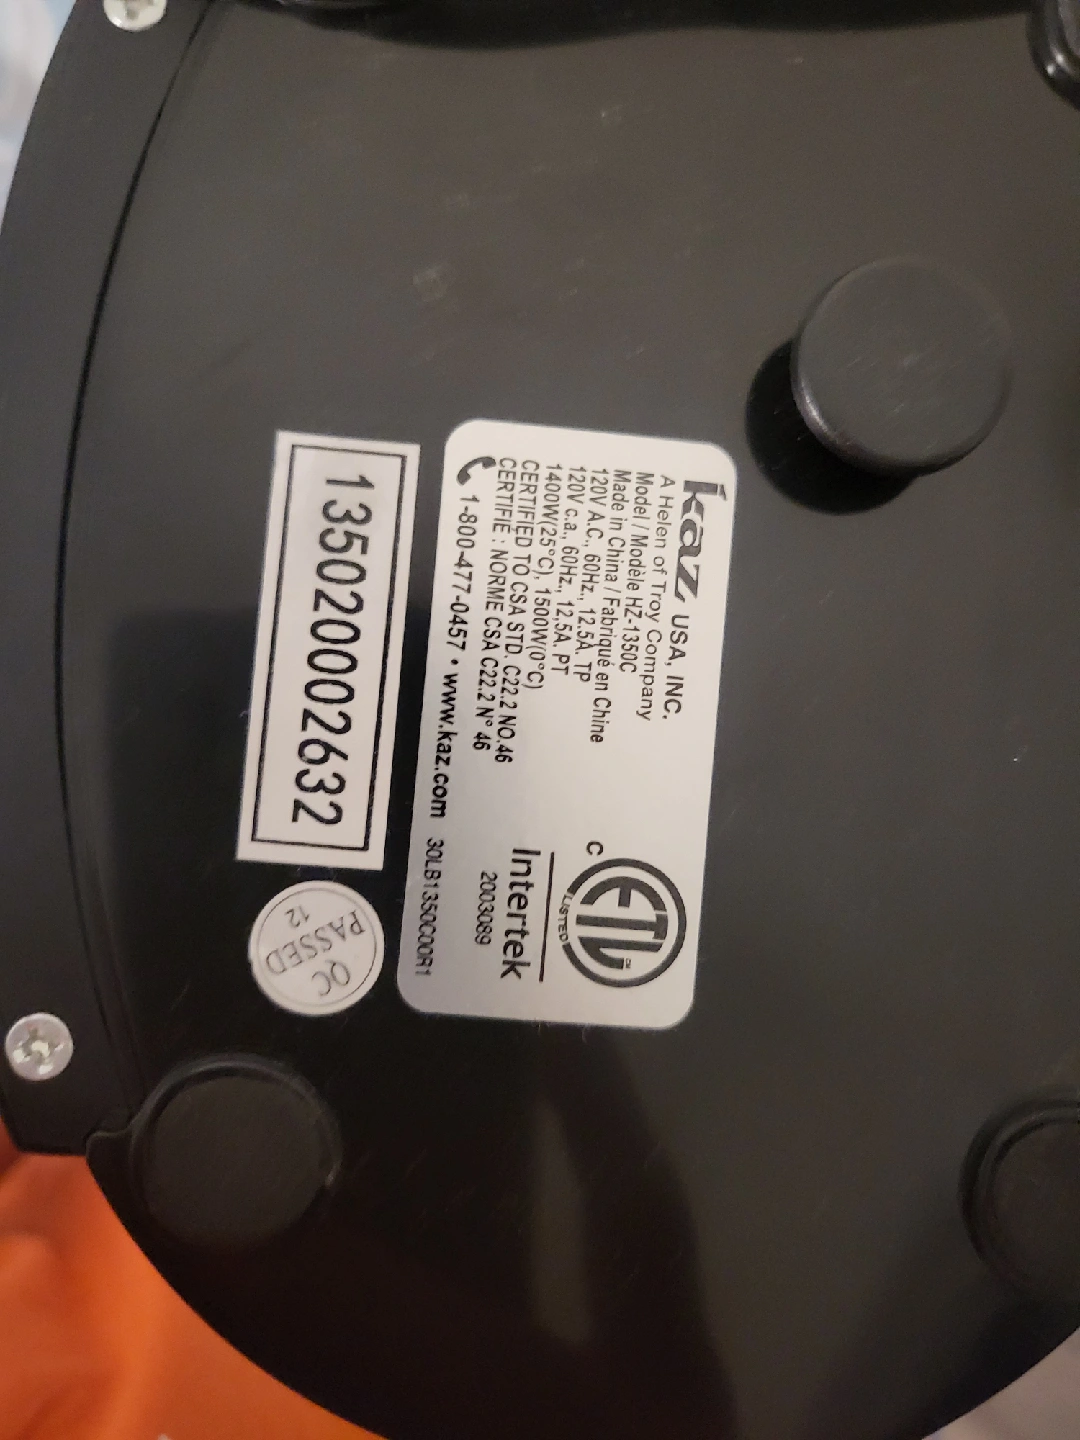 kaz USA, INC.
A Helen of Troy Company
Model / Modèle HZ-1350C
Made in China / Fabriqué en Chine
120V A.C., 60Hz., 12.5A. TP
120V c.a., 60Hz., 12,5A. PT
1400W(25°C), 1500W(0°C)
CERTIFIED TO CSA STD. C22.2 NO.46
CERTIFIÉ : NORME CSA C22.2 N° 46
1-800-477-0457 • www.kaz.com 30LB1350C00R1
C ETL CM
LISTED
Intertek
2003089
1350200002632
QC
PASSED
12